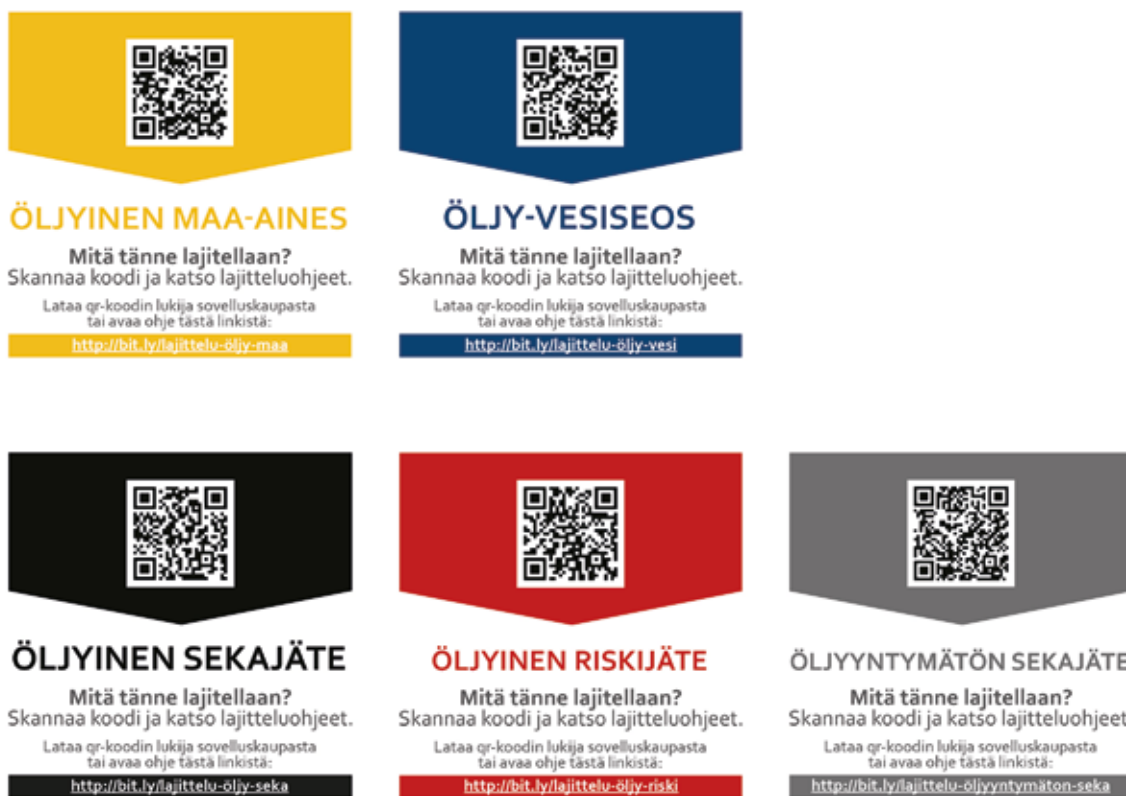 ÖLJYINEN MAA-AINES
Mitä tänne lajitellaan?
Skannaa koodi ja katso lajitteluohjeet.
Lataa qr-koodin lukija sovelluskaupasta
tai avaa ohje tästä linkistä:
http://bit.ly/lajittelu-öljy-maa
ÖLJY-VESISEOS
Mitä tänne lajitellaan?
Skannaa koodi ja katso lajitteluohjeet.
Lataa qr-koodin lukija sovelluskaupasta
tai avaa ohje tästä linkistä:
http://bit.ly/lajittelu-öljy-vesi
ÖLJYINEN SEKAJÄTE
Mitä tänne lajitellaan?
Skannaa koodi ja katso lajitteluohjeet.
Lataa qr-koodin lukija sovelluskaupasta
tai avaa ohje tästä linkistä:
http://bit.ly/lajittelu-öljy-seka
ÖLJYINEN RISKIJÄTE
Mitä tänne lajitellaan?
Skannaa koodi ja katso lajitteluohjeet.
Lataa qr-koodin lukija sovelluskaupasta
tai avaa ohje tästä linkistä:
http://bit.ly/lajittelu-öljy-riski
ÖLJYYNTYMÄTÖN SEKAJÄTE
Mitä tänne lajitellaan?
Skannaa koodi ja katso lajitteluohjeet
Lataa qr-koodin lukija sovelluskaupasta
tai avaa ohje tästä linkistä:
http://bit.ly/lajittelu-öljyyntymäton-seka